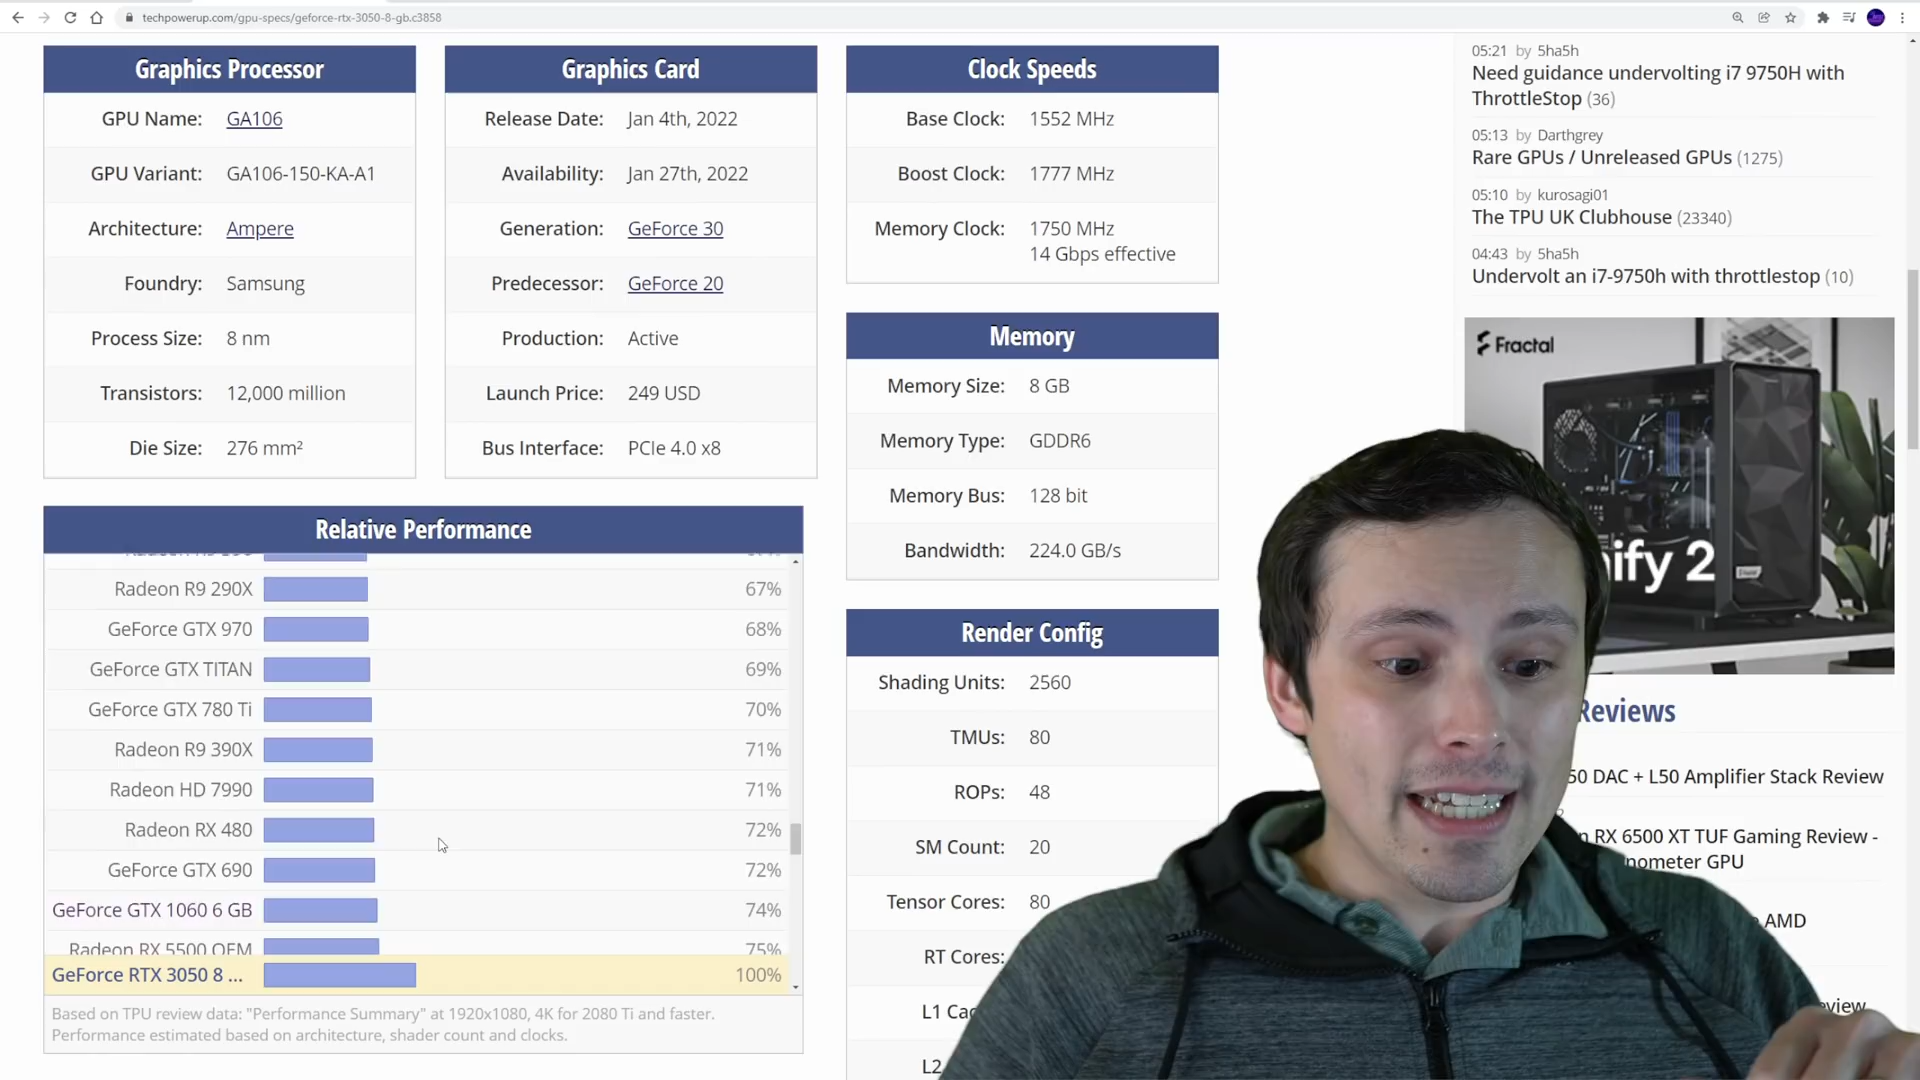 techpowerup.com/gpu-specs/geforce-rtx-3050-8-gb.c3858
Graphics Processor
GPU Name: GA106
GPU Variant: GA106-150-KA-A1
Architecture: Ampere
Foundry: Samsung
Process Size: 8 nm
Transistors: 12,000 million
Die Size: 276 mm²
Graphics Card
Release Date: Jan 4th, 2022
Availability: Jan 27th, 2022
Generation: GeForce 30
Predecessor: GeForce 20
Production: Active
Launch Price: 249 USD
Bus Interface: PCIe 4.0 x8
Clock Speeds
Base Clock: 1552 MHz
Boost Clock: 1777 MHz
Memory Clock: 1750 MHz
14 Gbps effective
Memory
Memory Size: 8 GB
Memory Type: GDDR6
Memory Bus: 128 bit
Bandwidth: 224.0 GB/s
Relative Performance
Radeon R9 290X 67%
GeForce GTX 970 68%
GeForce GTX TITAN 69%
GeForce GTX 780 Ti 70%
Radeon R9 390X 71%
Radeon HD 7990 71%
Radeon RX 480 72%
GeForce GTX 690 72%
GeForce GTX 1060 6 GB 74%
Radeon RX 5500 OEM 75%
GeForce RTX 3050 8 ... 100%
Based on TPU review data: "Performance Summary" at 1920x1080, 4K for 2080 Ti and faster.
Performance estimated based on architecture, shader count and clocks.
Render Config
Shading Units: 2560
TMUs: 80
ROPs: 48
SM Count: 20
Tensor Cores: 80
RT Cores:
L1
L2
05:21 by 5ha5h
Need guidance undervolting i7 9750H with
ThrottleStop (36)
05:13 by Darthgrey
Rare GPUs / Unreleased GPUs (1275)
05:10 by kurosagi01
The TPU UK Clubhouse (23340)
04:43 by 5ha5h
Undervolt an i7-9750h with throttlestop (10)
Fractal
ify 2
Reviews
50 DAC + L50 Amplifier Stack Review
RX 6500 XT TUF Gaming Review -
nometer GPU
AMD